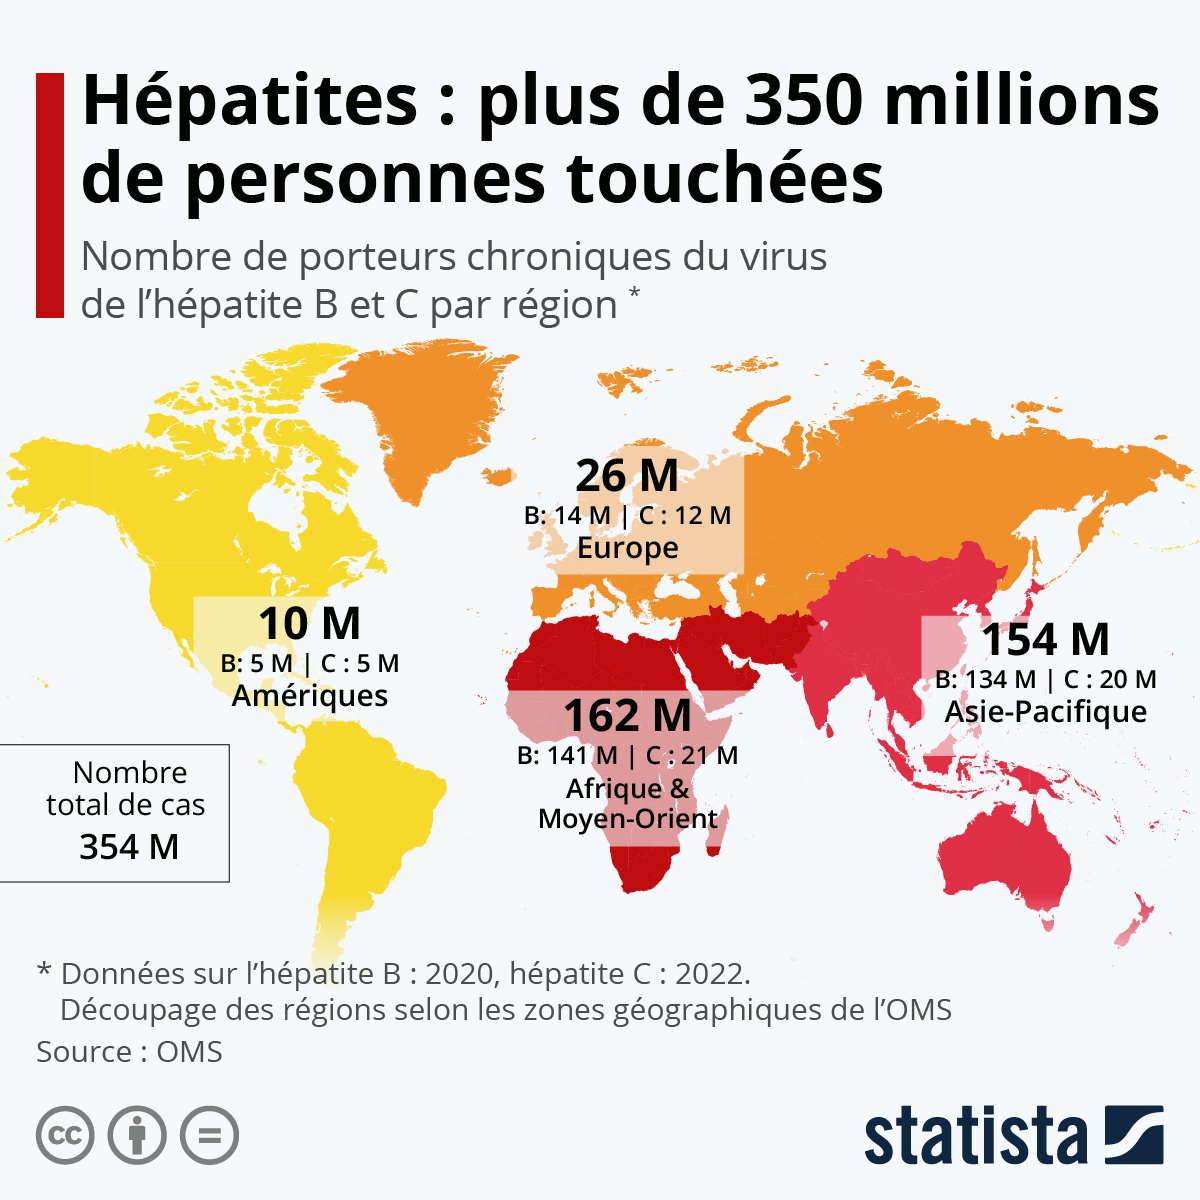 Hépatites : plus de 350 millions
de personnes touchées
Nombre de porteurs chroniques du virus
de l’hépatite B et C par région *
26 M
B: 14 M | C : 12 M
Europe
10 M
B: 5 M | C : 5 M
Amériques
154 M
B: 134 M | C : 20 M
Asie-Pacifique
162 M
B: 141 M | C : 21 M
Afrique &
Moyen-Orient
Nombre
total de cas
354 M
* Données sur l’hépatite B : 2020, hépatite C : 2022.
Découpage des régions selon les zones géographiques de l’OMS
Source : OMS
cc
statista